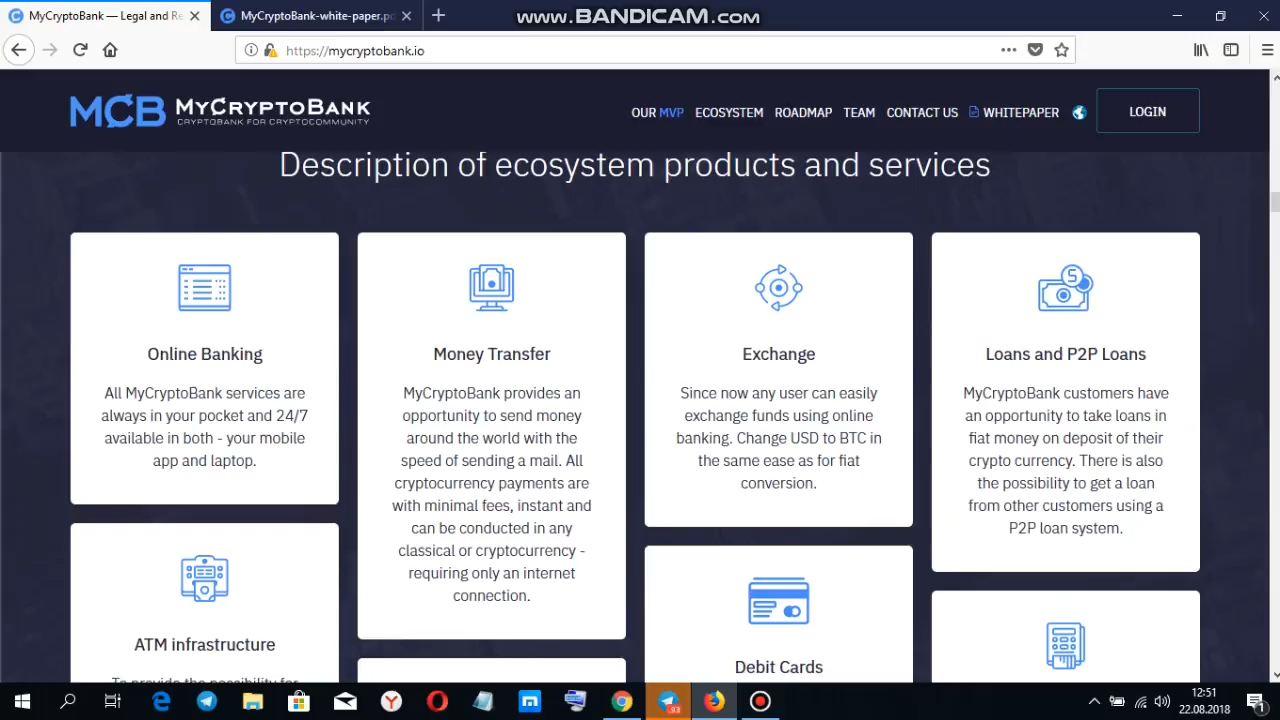 MyCryptoBank — Legal and Re
MyCryptoBank-white-paper.p
www.BANDICAM.com
https://mycryptobank.io
MCB MYCRYPTOBANK
CRYPTOBANK FOR CRYPTOCOMMUNITY
OUR MVP ECOSYSTEM ROADMAP TEAM CONTACT US WHITEPAPER LOGIN
Description of ecosystem products and services
Online Banking
All MyCryptoBank services are
always in your pocket and 24/7
available in both - your mobile
app and laptop.
Money Transfer
MyCryptoBank provides an
opportunity to send money
around the world with the
speed of sending a mail. All
cryptocurrency payments are
with minimal fees, instant and
can be conducted in any
classical or cryptocurrency -
requiring only an internet
connection.
Exchange
Since now any user can easily
exchange funds using online
banking. Change USD to BTC in
the same ease as for fiat
conversion.
Loans and P2P Loans
MyCryptoBank customers have
an opportunity to take loans in
fiat money on deposit of their
crypto currency. There is also
the possibility to get a loan
from other customers using a
P2P loan system.
ATM infrastructure
To provide the possibility for
Debit Cards
93
12:51
22.08.2018
1